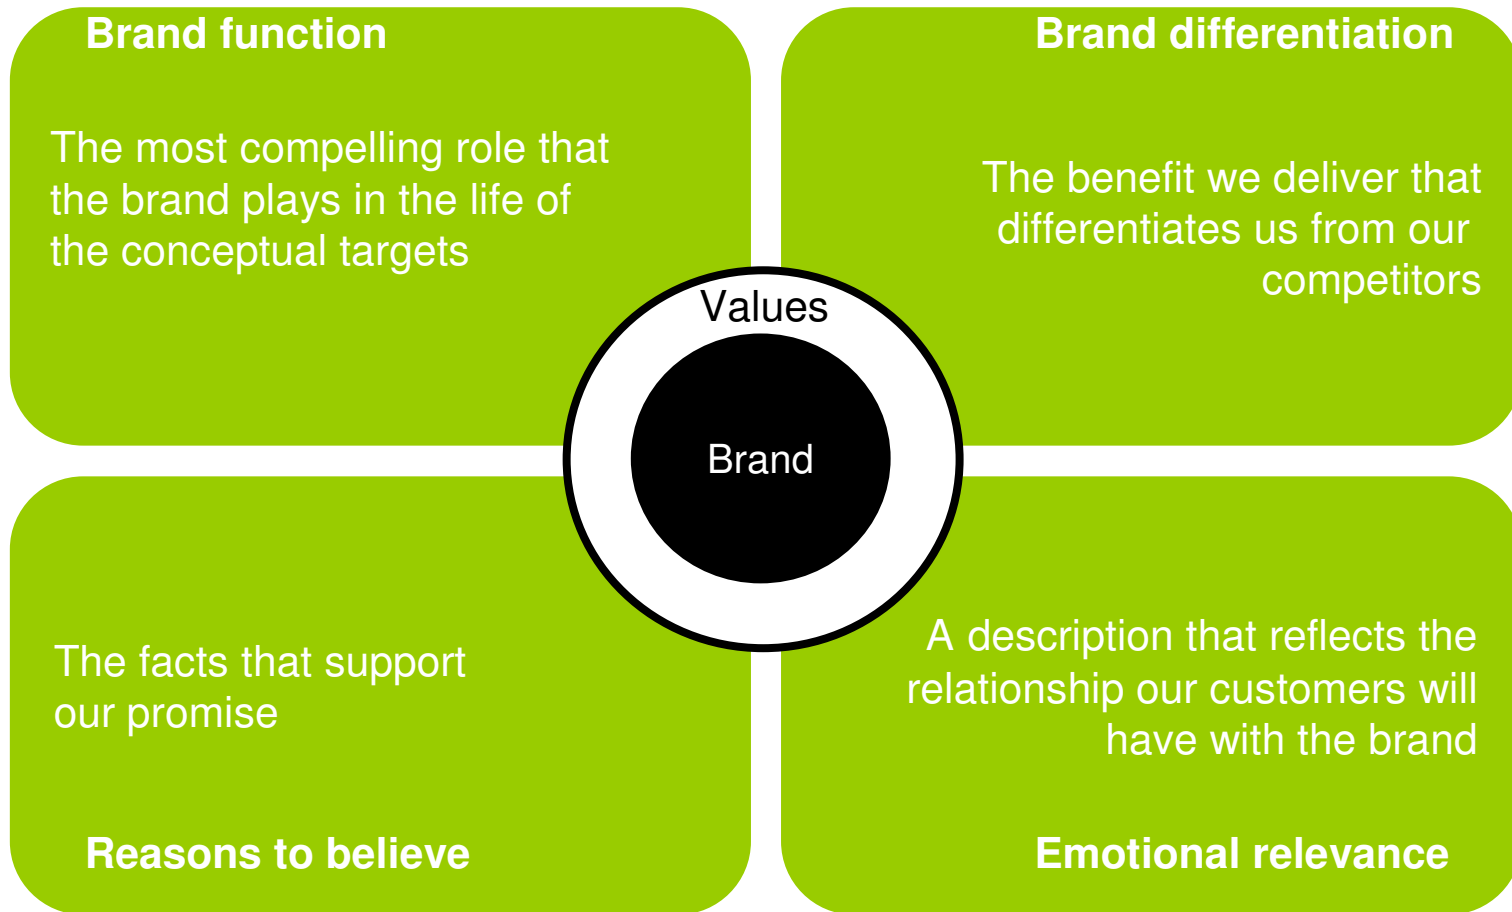 Brand function
The most compelling role that
the brand plays in the life of
the conceptual targets
Brand differentiation
The benefit we deliver that
differentiates us from our
competitors
Values
Brand
The facts that support
our promise
Reasons to believe
A description that reflects the
relationship our customers will
have with the brand
Emotional relevance